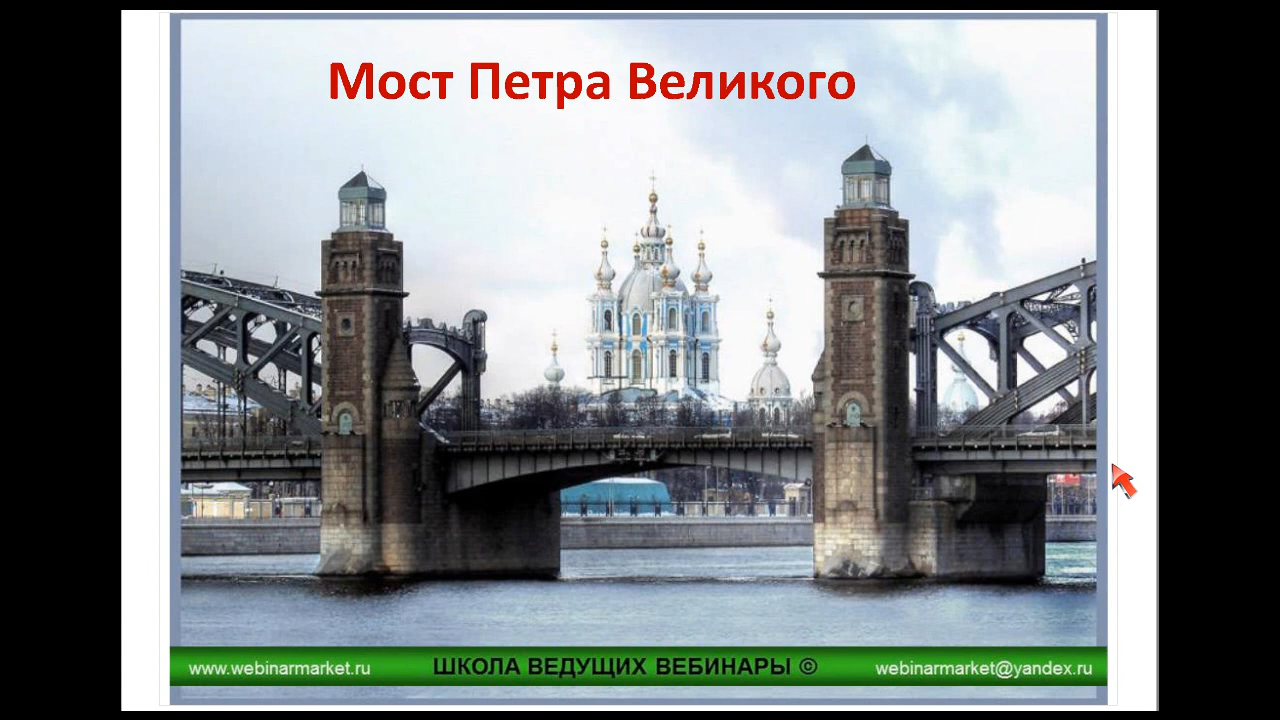 Мост Петра Великого
www.webinarmarket.ru ШКОЛА ВЕДУЩИХ ВЕБИНАРЫ © webinarmarket@yandex.ru